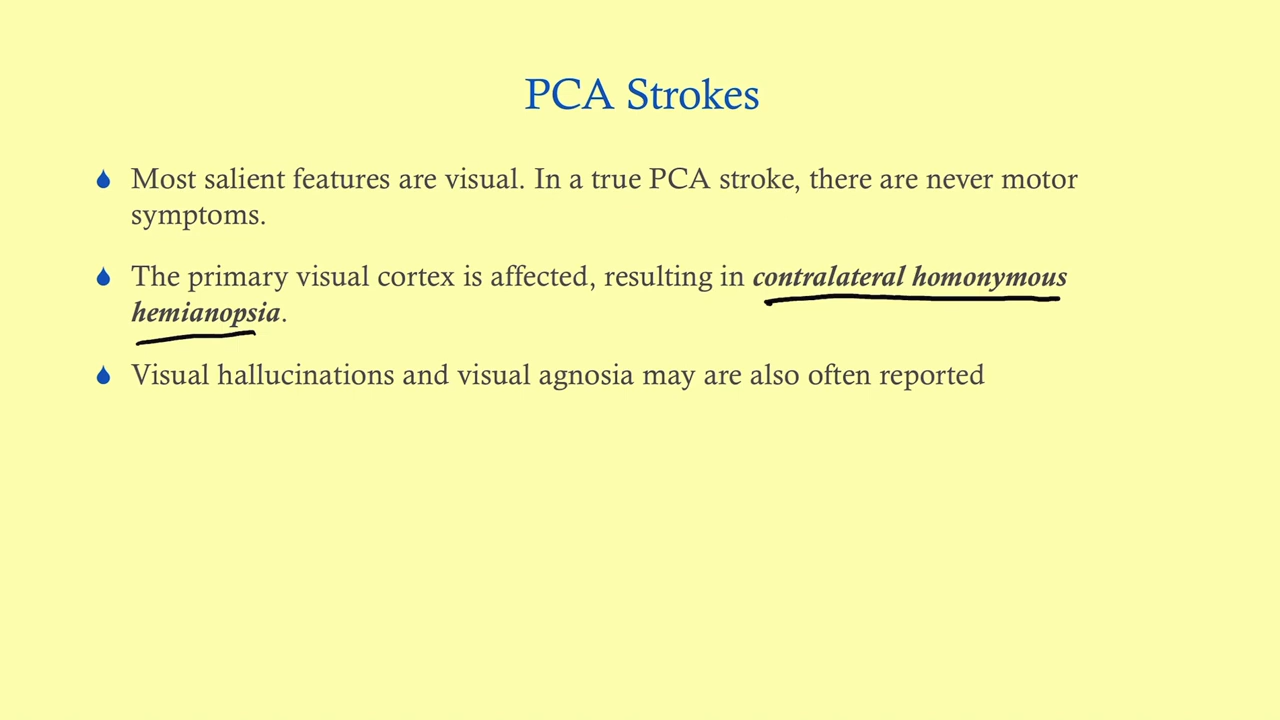 PCA Strokes
Most salient features are visual. In a true PCA stroke, there are never motor
symptoms.
The primary visual cortex is affected, resulting in contralateral homonymous
hemianopsia.
Visual hallucinations and visual agnosia may are also often reported